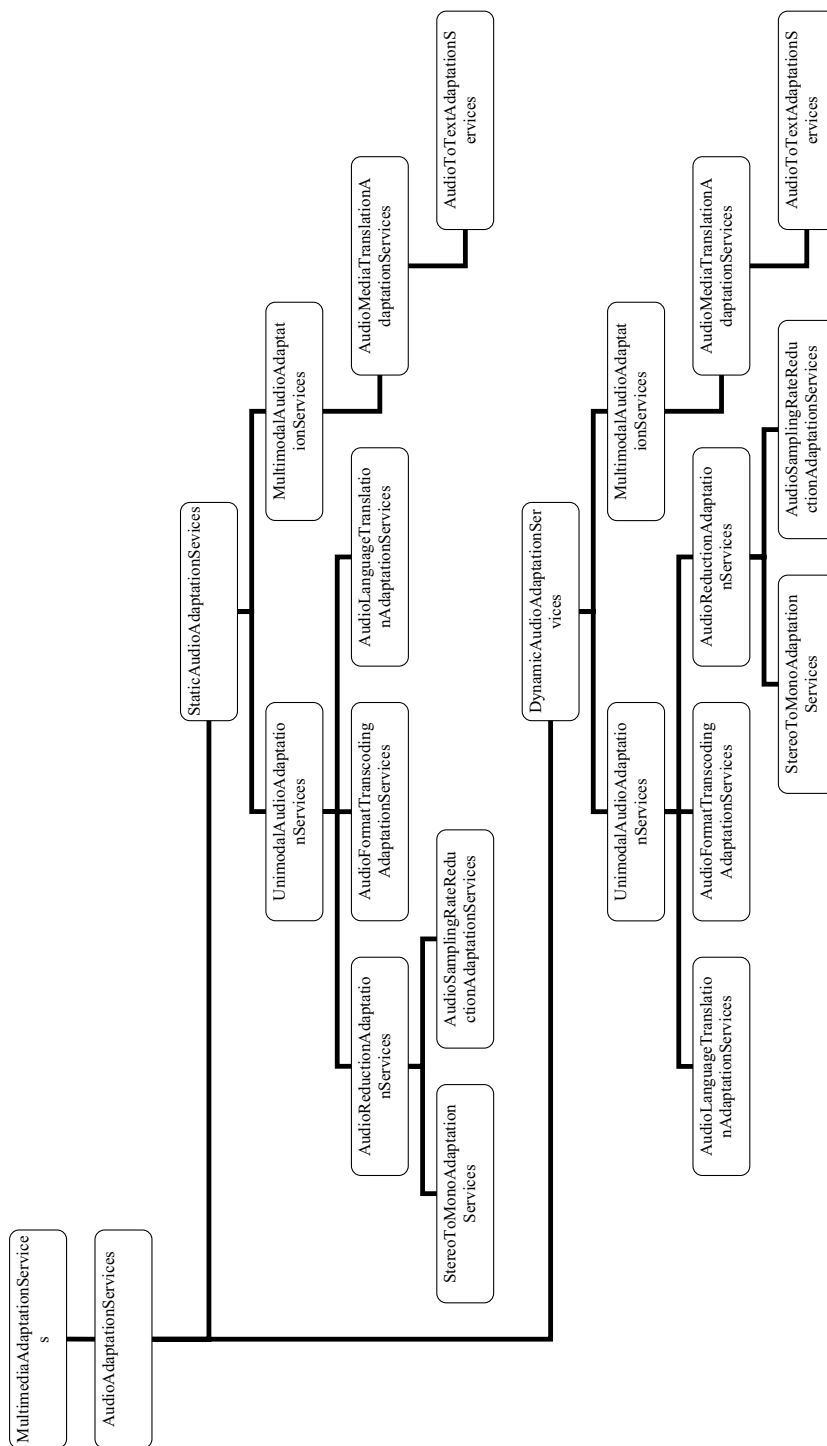 MultimediaAdaptationService
s
AudioAdaptationServices
StaticAudioAdaptationSevices
UnimodalAudioAdaptatio
nServices
MultimodalAudioAdaptat
ionServices
AudioReductionAdaptatio
nServices
AudioFormatTranscoding
AdaptationServices
AudioLanguageTranslatio
nAdaptationServices
AudioMediaTranslationA
daptationServices
StereoToMonoAdaptation
Services
AudioSamplingRateRedu
ctionAdaptationServices
AudioToTextAdaptationS
ervices
DynamicAudioAdaptationSer
vices
UnimodalAudioAdaptatio
nServices
MultimodalAudioAdaptat
ionServices
AudioLanguageTranslatio
nAdaptationServices
AudioFormatTranscoding
AdaptationServices
AudioReductionAdaptatio
nServices
AudioMediaTranslationA
daptationServices
StereoToMonoAdaptation
Services
AudioSamplingRateRedu
ctionAdaptationServices
AudioToTextAdaptationS
ervices